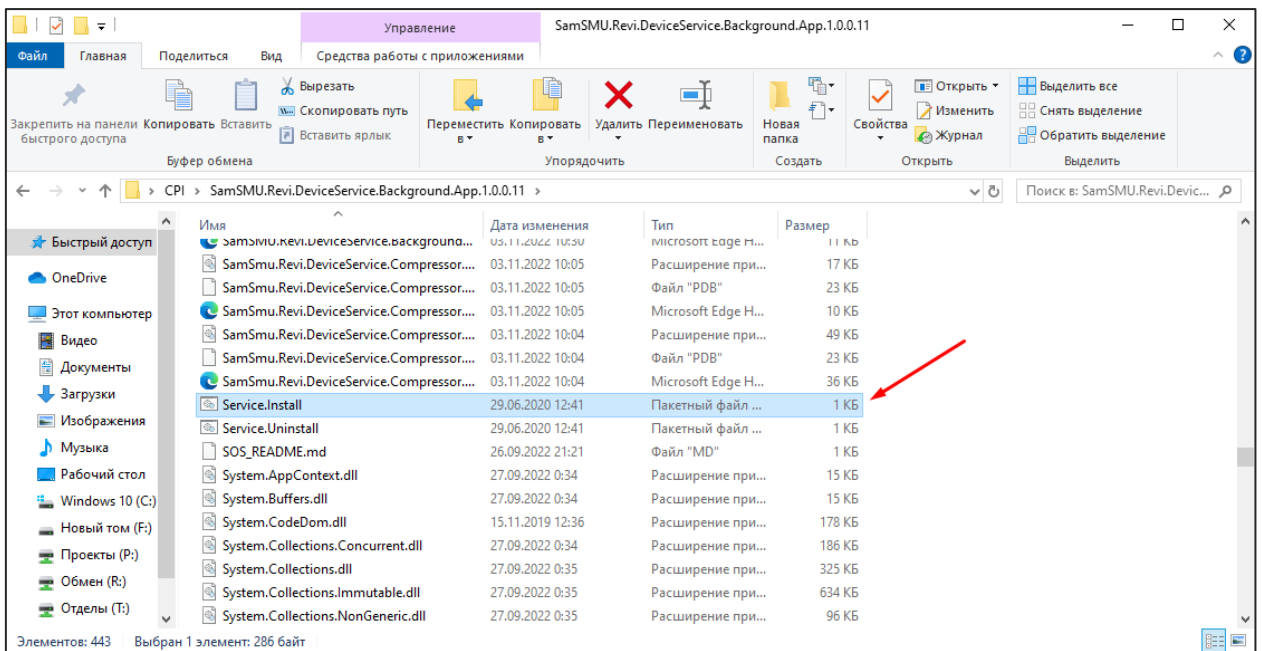 Управление
SamSMU.Revi.DeviceService.Background.App.1.0.0.11
Файл Главная Поделиться Вид Средства работы с приложениями
Закрепить на панели быстрого доступа
Копировать
Вставить
Вырезать
Скопировать путь
Вставить ярлык
Буфер обмена
Переместить в
Копировать в
Удалить
Переименовать
Упорядочить
Новая папка
Создать
Свойства
Открыть
Изменить
Журнал
Открыть
Выделить все
Снять выделение
Обратить выделение
Выделить
CPI > SamSMU.Revi.DeviceService.Background.App.1.0.0.11 >
Поиск в: SamSMU.Revi.Devic...
Быстрый доступ
OneDrive
Этот компьютер
Видео
Документы
Загрузки
Изображения
Музыка
Рабочий стол
Windows 10 (C:)
Новый том (F:)
Проекты (P:)
Обмен (R:)
Отделы (T:)
Имя Дата изменения Тип Размер
SamSMU.Revi.DeviceService.Background... 03.11.2022 10:30 Microsoft Edge H... 11 КБ
SamSmu.Revi.DeviceService.Compressor.... 03.11.2022 10:05 Расширение при... 17 КБ
SamSmu.Revi.DeviceService.Compressor.... 03.11.2022 10:05 Файл "PDB" 23 КБ
SamSmu.Revi.DeviceService.Compressor.... 03.11.2022 10:05 Microsoft Edge H... 10 КБ
SamSmu.Revi.DeviceService.Compressor.... 03.11.2022 10:04 Расширение при... 49 КБ
SamSmu.Revi.DeviceService.Compressor.... 03.11.2022 10:04 Файл "PDB" 23 КБ
SamSmu.Revi.DeviceService.Compressor.... 03.11.2022 10:04 Microsoft Edge H... 36 КБ
Service.Install 29.06.2020 12:41 Пакетный файл ... 1 КБ
Service.Uninstall 29.06.2020 12:41 Пакетный файл ... 1 КБ
SOS_README.md 26.09.2022 21:21 Файл "MD" 1 КБ
System.AppContext.dll 27.09.2022 0:34 Расширение при... 15 КБ
System.Buffers.dll 27.09.2022 0:34 Расширение при... 15 КБ
System.CodeDom.dll 15.11.2019 12:36 Расширение при... 178 КБ
System.Collections.Concurrent.dll 27.09.2022 0:34 Расширение при... 186 КБ
System.Collections.dll 27.09.2022 0:35 Расширение при... 325 КБ
System.Collections.Immutable.dll 27.09.2022 0:35 Расширение при... 634 КБ
System.Collections.NonGeneric.dll 27.09.2022 0:35 Расширение при... 96 КБ
Элементов: 443 Выбран 1 элемент: 286 байт